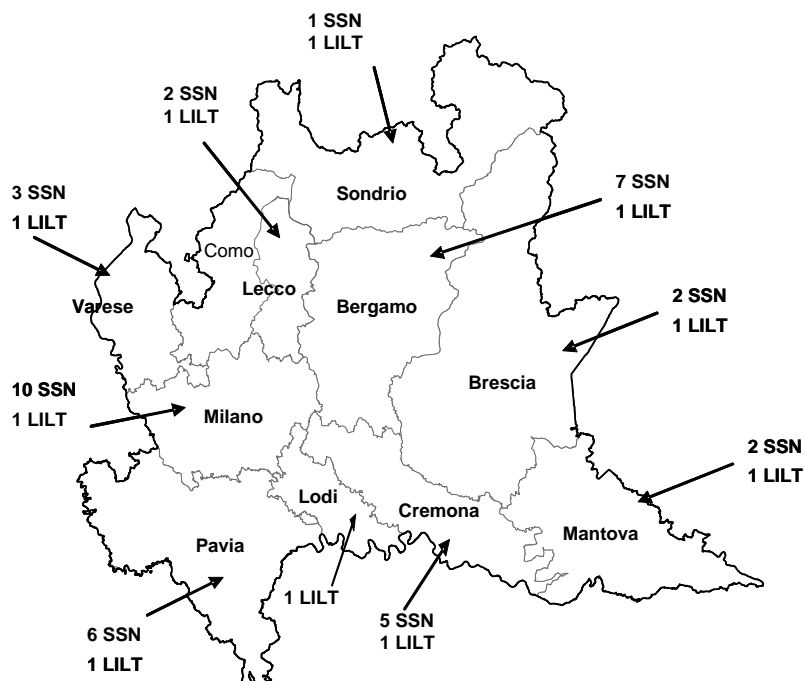 1 SSN
1 LILT
2 SSN
1 LILT
7 SSN
1 LILT
3 SSN
1 LILT
Sondrio
Como
Lecco
Varese
Bergamo
2 SSN
1 LILT
10 SSN
1 LILT
Brescia
Milano
2 SSN
1 LILT
Lodi
Cremona
Mantova
Pavia
1 LILT
5 SSN
1 LILT
6 SSN
1 LILT